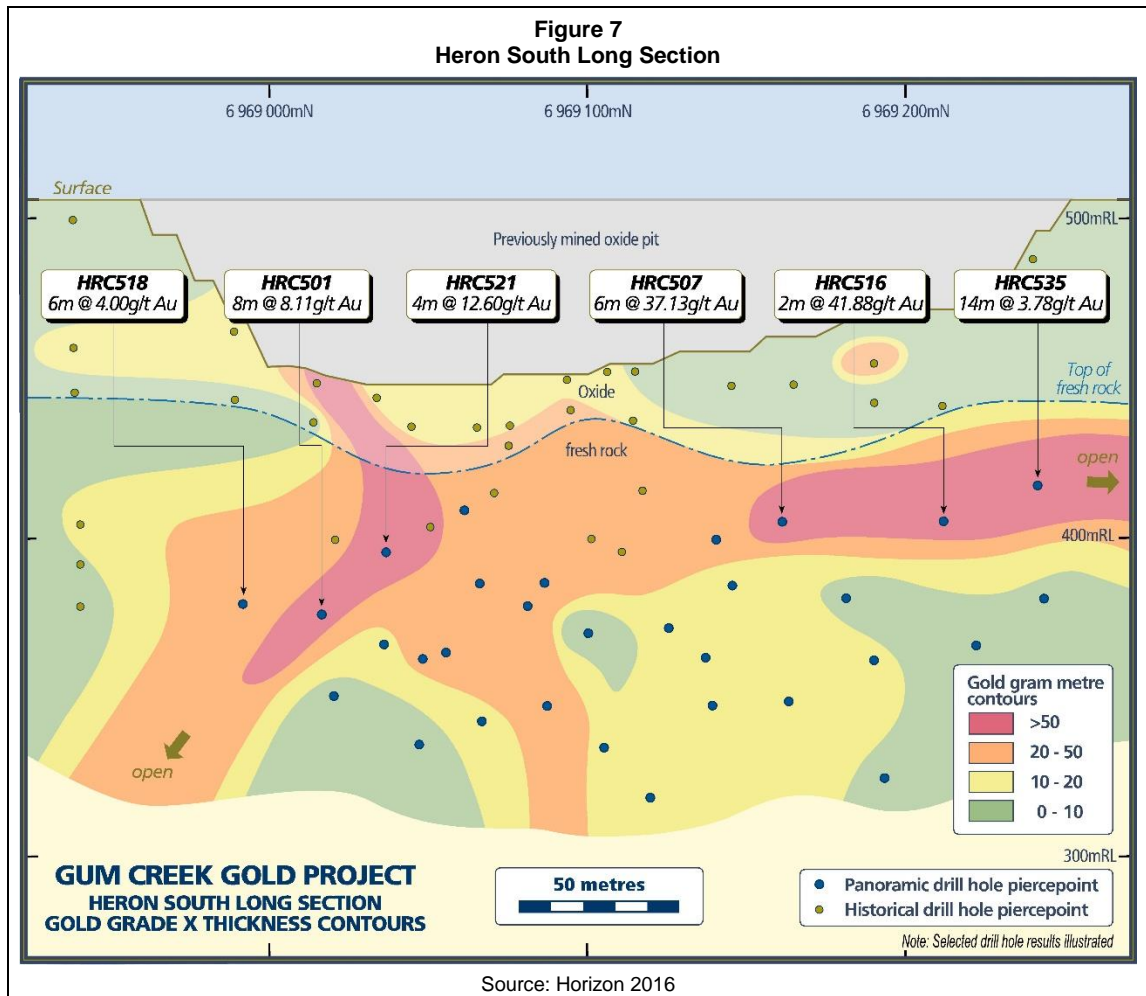 Figure 7
Heron South Long Section
6 969 000mN
6 969 100mN
6 969 200mN
Surface
500mRL
Previously mined oxide pit
HRC518
6m @ 4.00g/t Au
HRC501
8m @ 8.11g/t Au
HRC521
4m @ 12.60g/t Au
HRC507
6m @ 37.13g/t Au
HRC516
2m @ 41.88g/t Au
HRC535
14m @ 3.78g/t Au
Oxide
Top of
fresh rock
fresh rock
open
400mRL
Gold gram metre
contours
>50
20 - 50
10 - 20
0 - 10
open
300mRL
GUM CREEK GOLD PROJECT
HERON SOUTH LONG SECTION
GOLD GRADE X THICKNESS CONTOURS
50 metres
Panoramic drill hole piercepoint
Historical drill hole piercepoint
Note: Selected drill hole results illustrated
Source: Horizon 2016